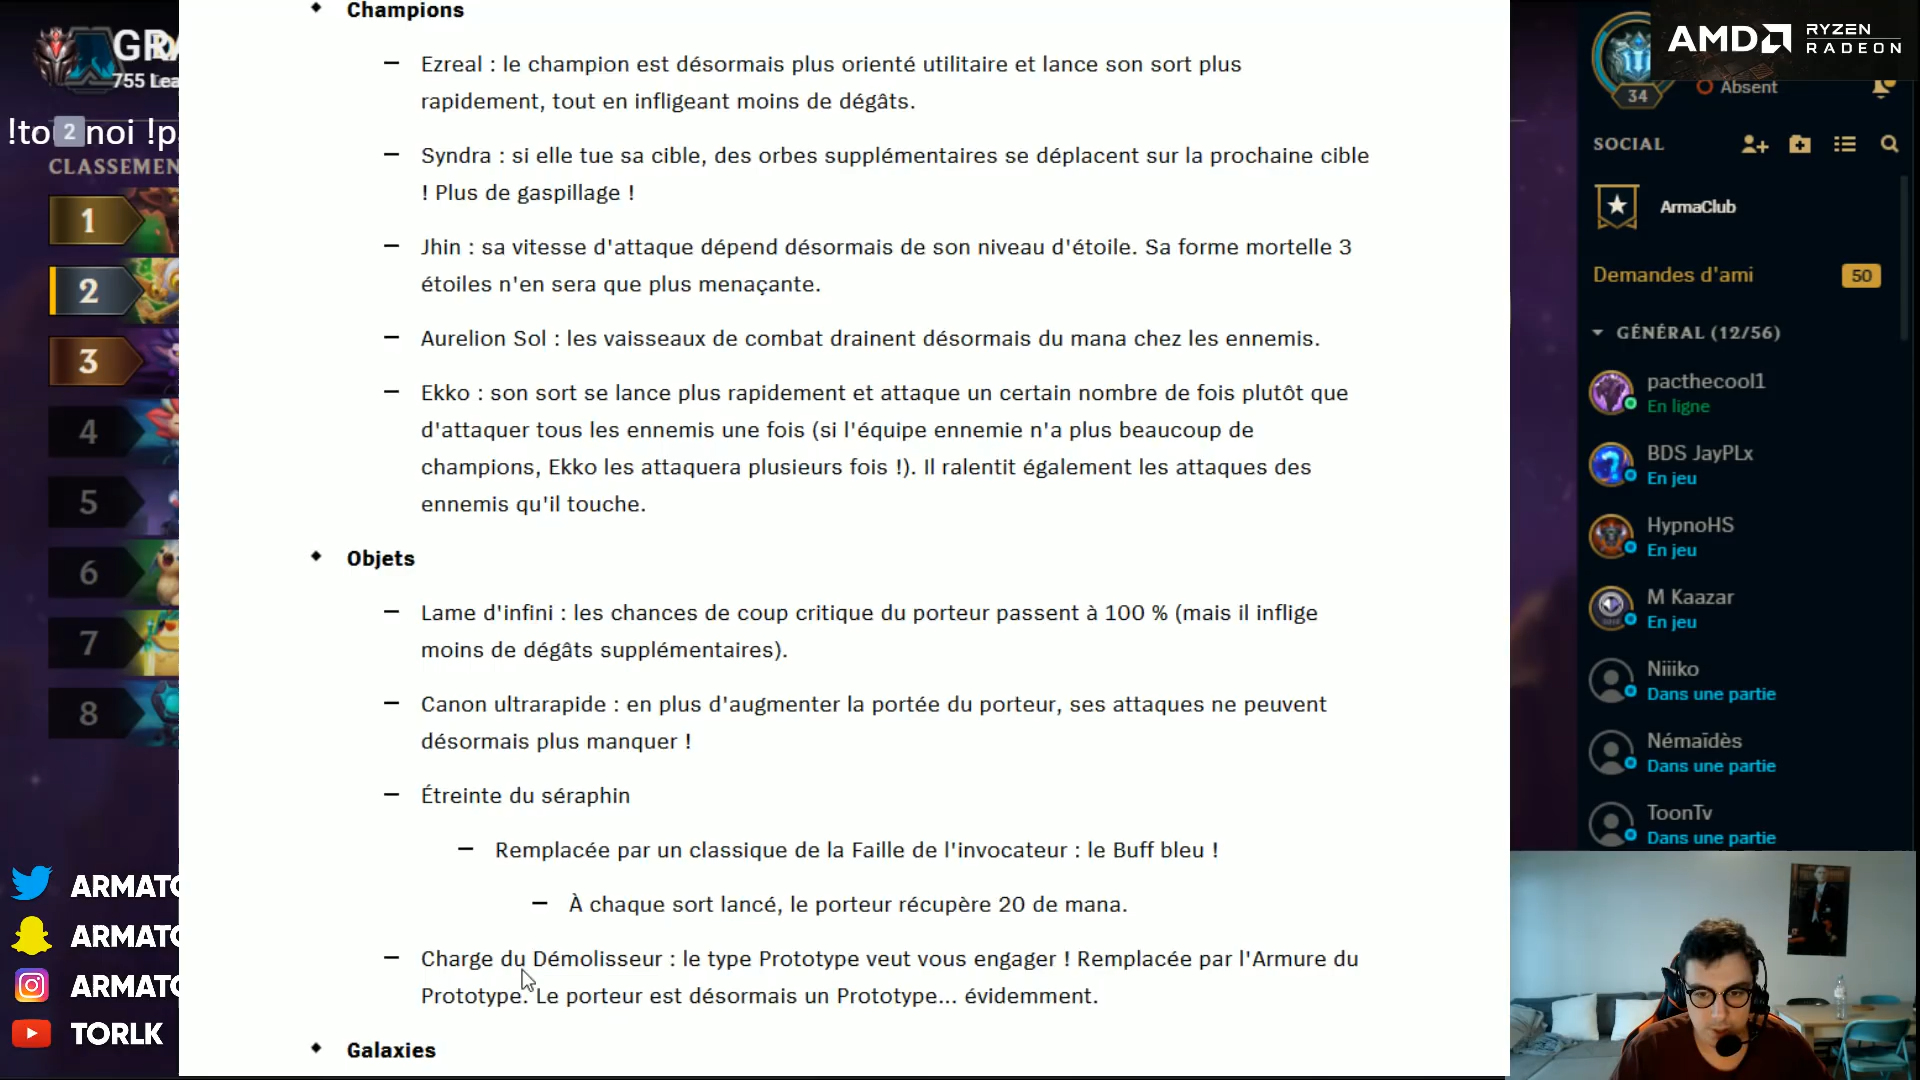 755 Lea
!to 2 noi !p
CLASSEMEN
1
2
3
4
5
6
7
8
ARMATO
ARMATO
ARMATO
TORLK
Champions
Ezreal : le champion est désormais plus orienté utilitaire et lance son sort plus
rapidement, tout en infligeant moins de dégâts.
Syndra : si elle tue sa cible, des orbes supplémentaires se déplacent sur la prochaine cible
! Plus de gaspillage !
Jhin : sa vitesse d'attaque dépend désormais de son niveau d'étoile. Sa forme mortelle 3
étoiles n'en sera que plus menaçante.
Aurelion Sol : les vaisseaux de combat drainent désormais du mana chez les ennemis.
Ekko : son sort se lance plus rapidement et attaque un certain nombre de fois plutôt que
d'attaquer tous les ennemis une fois (si l'équipe ennemie n'a plus beaucoup de
champions, Ekko les attaquera plusieurs fois !). Il ralentit également les attaques des
ennemis qu'il touche.
Objets
Lame d'infini : les chances de coup critique du porteur passent à 100 % (mais il inflige
moins de dégâts supplémentaires).
Canon ultrarapide : en plus d'augmenter la portée du porteur, ses attaques ne peuvent
désormais plus manquer !
Étreinte du séraphin
Remplacée par un classique de la Faille de l'invocateur : le Buff bleu !
À chaque sort lancé, le porteur récupère 20 de mana.
Charge du Démolisseur : le type Prototype veut vous engager ! Remplacée par l'Armure du
Prototype. Le porteur est désormais un Prototype... évidemment.
Galaxies
AMD RYZEN
RADEON
34
Absent
SOCIAL
ArmaClub
Demandes d'ami 50
GÉNÉRAL (12/56)
pacthecool1
En ligne
BDS JayPLx
En jeu
HypnoHS
En jeu
M Kaazar
En jeu
Niiiko
Dans une partie
Némaïdès
Dans une partie
ToonTv
Dans une partie